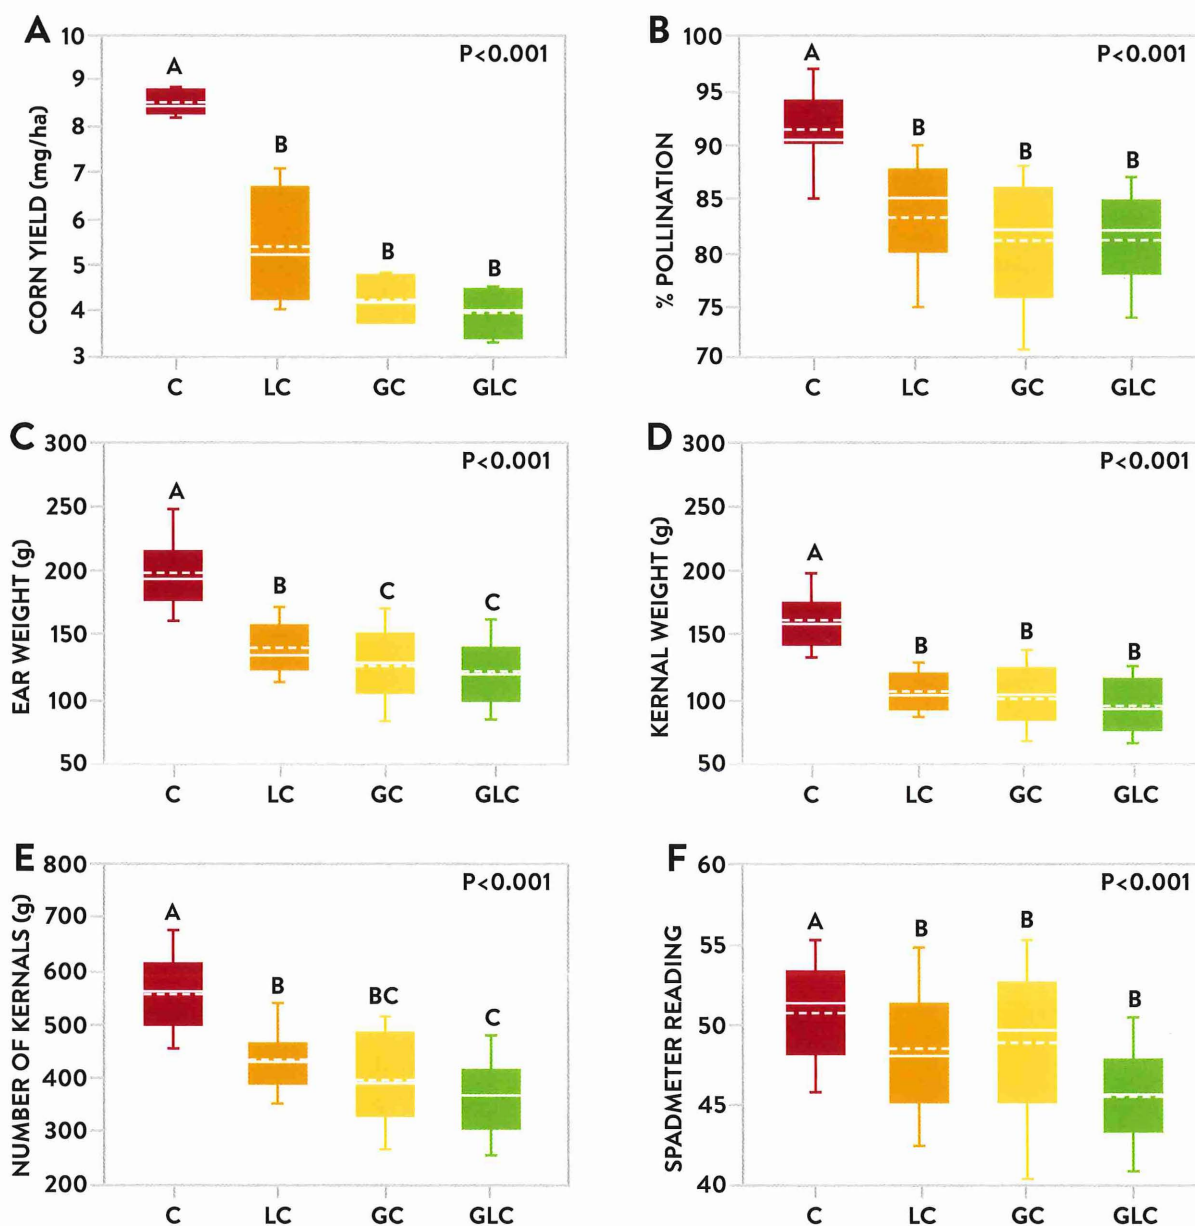 A
CORN YIELD (mg/ha)
10
9
8
7
6
5
4
3
P<0.001
A
B
B
B
C LC GC GLC
B
% POLLINATION
100
95
90
85
80
75
70
P<0.001
A
B
B
B
C LC GC GLC
C
EAR WEIGHT (g)
300
250
200
150
100
50
P<0.001
A
B
C
C
C LC GC GLC
D
KERNAL WEIGHT (g)
300
250
200
150
100
50
P<0.001
A
B
B
B
C LC GC GLC
E
NUMBER OF KERNALS (g)
800
700
600
500
400
300
200
P<0.001
A
B
BC
C
C LC GC GLC
F
SPADMETER READING
60
55
50
45
40
P<0.001
A
B
B
B
C LC GC GLC